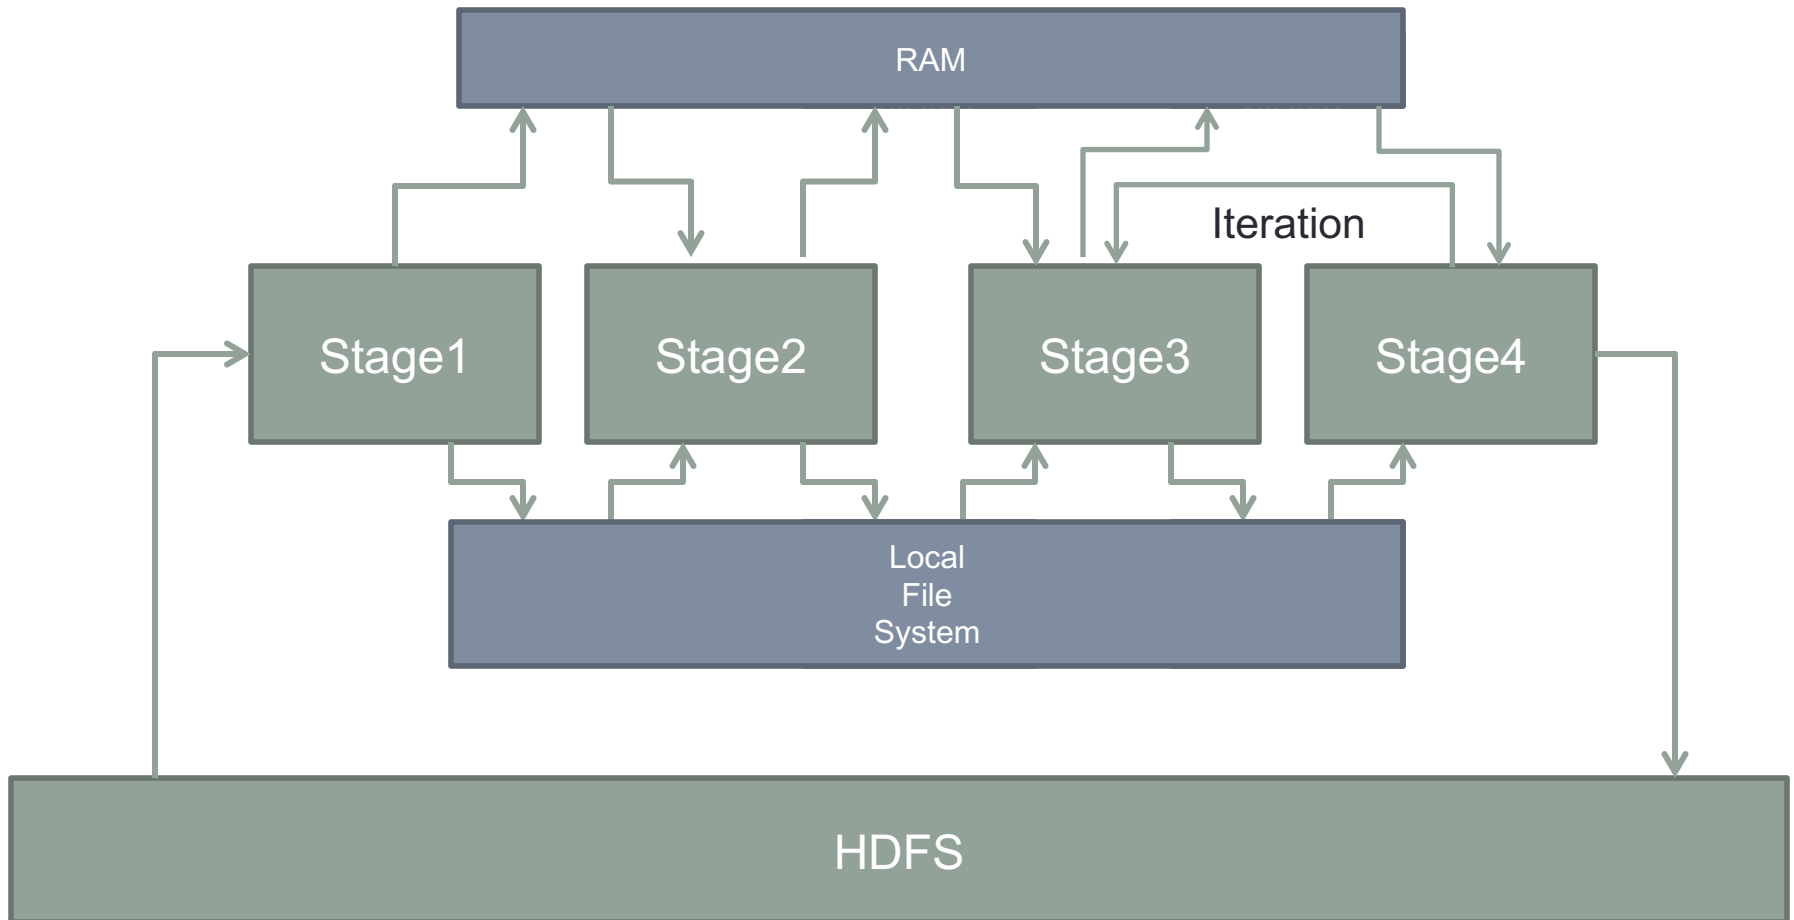 RAM
Iteration
Stage1
Stage2
Stage3
Stage4
Local
File
System
HDFS